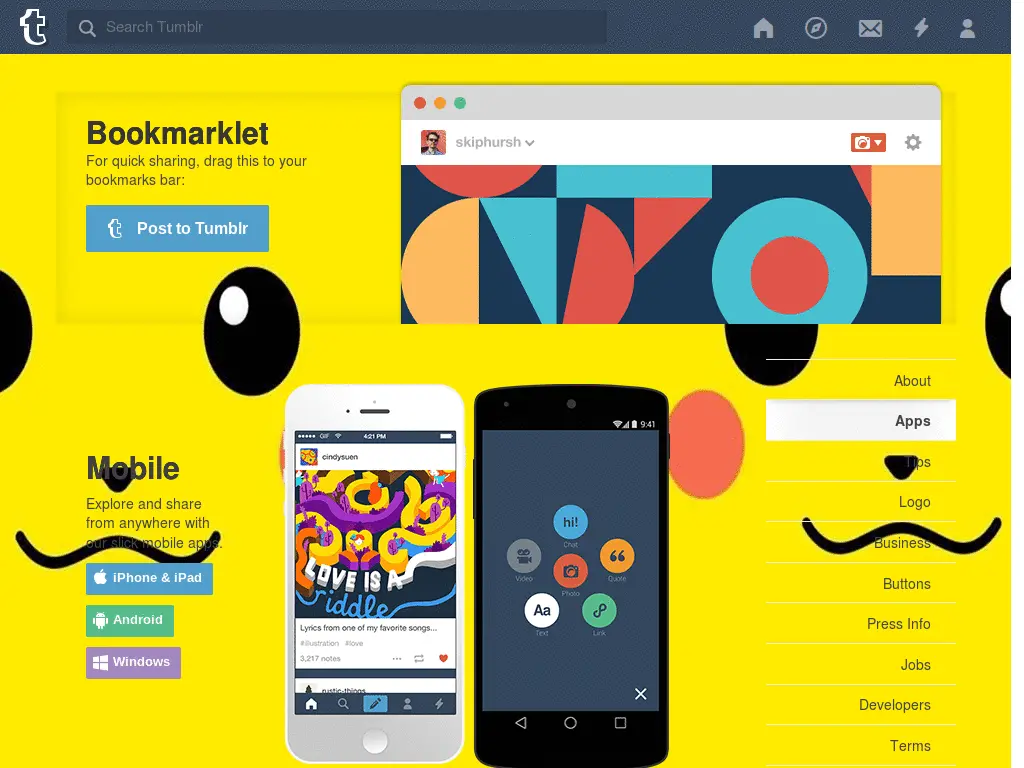 Search Tumblr
Bookmarklet
For quick sharing, drag this to your
bookmarks bar:
Post to Tumblr
skiphursh
Mobile
Explore and share
from anywhere with
our slick mobile apps.
iPhone & iPad
Android
Windows
GIF
4:21 PM
cindysuen
LOVE IS A
riddle
Lyrics from one of my favorite songs...
#illustration #love
3,217 notes
rustic-things
9:41
hi!
Chat
Video
Photo
Quote
Aa
Text
Link
About
Apps
Tips
Logo
Business
Buttons
Press Info
Jobs
Developers
Terms